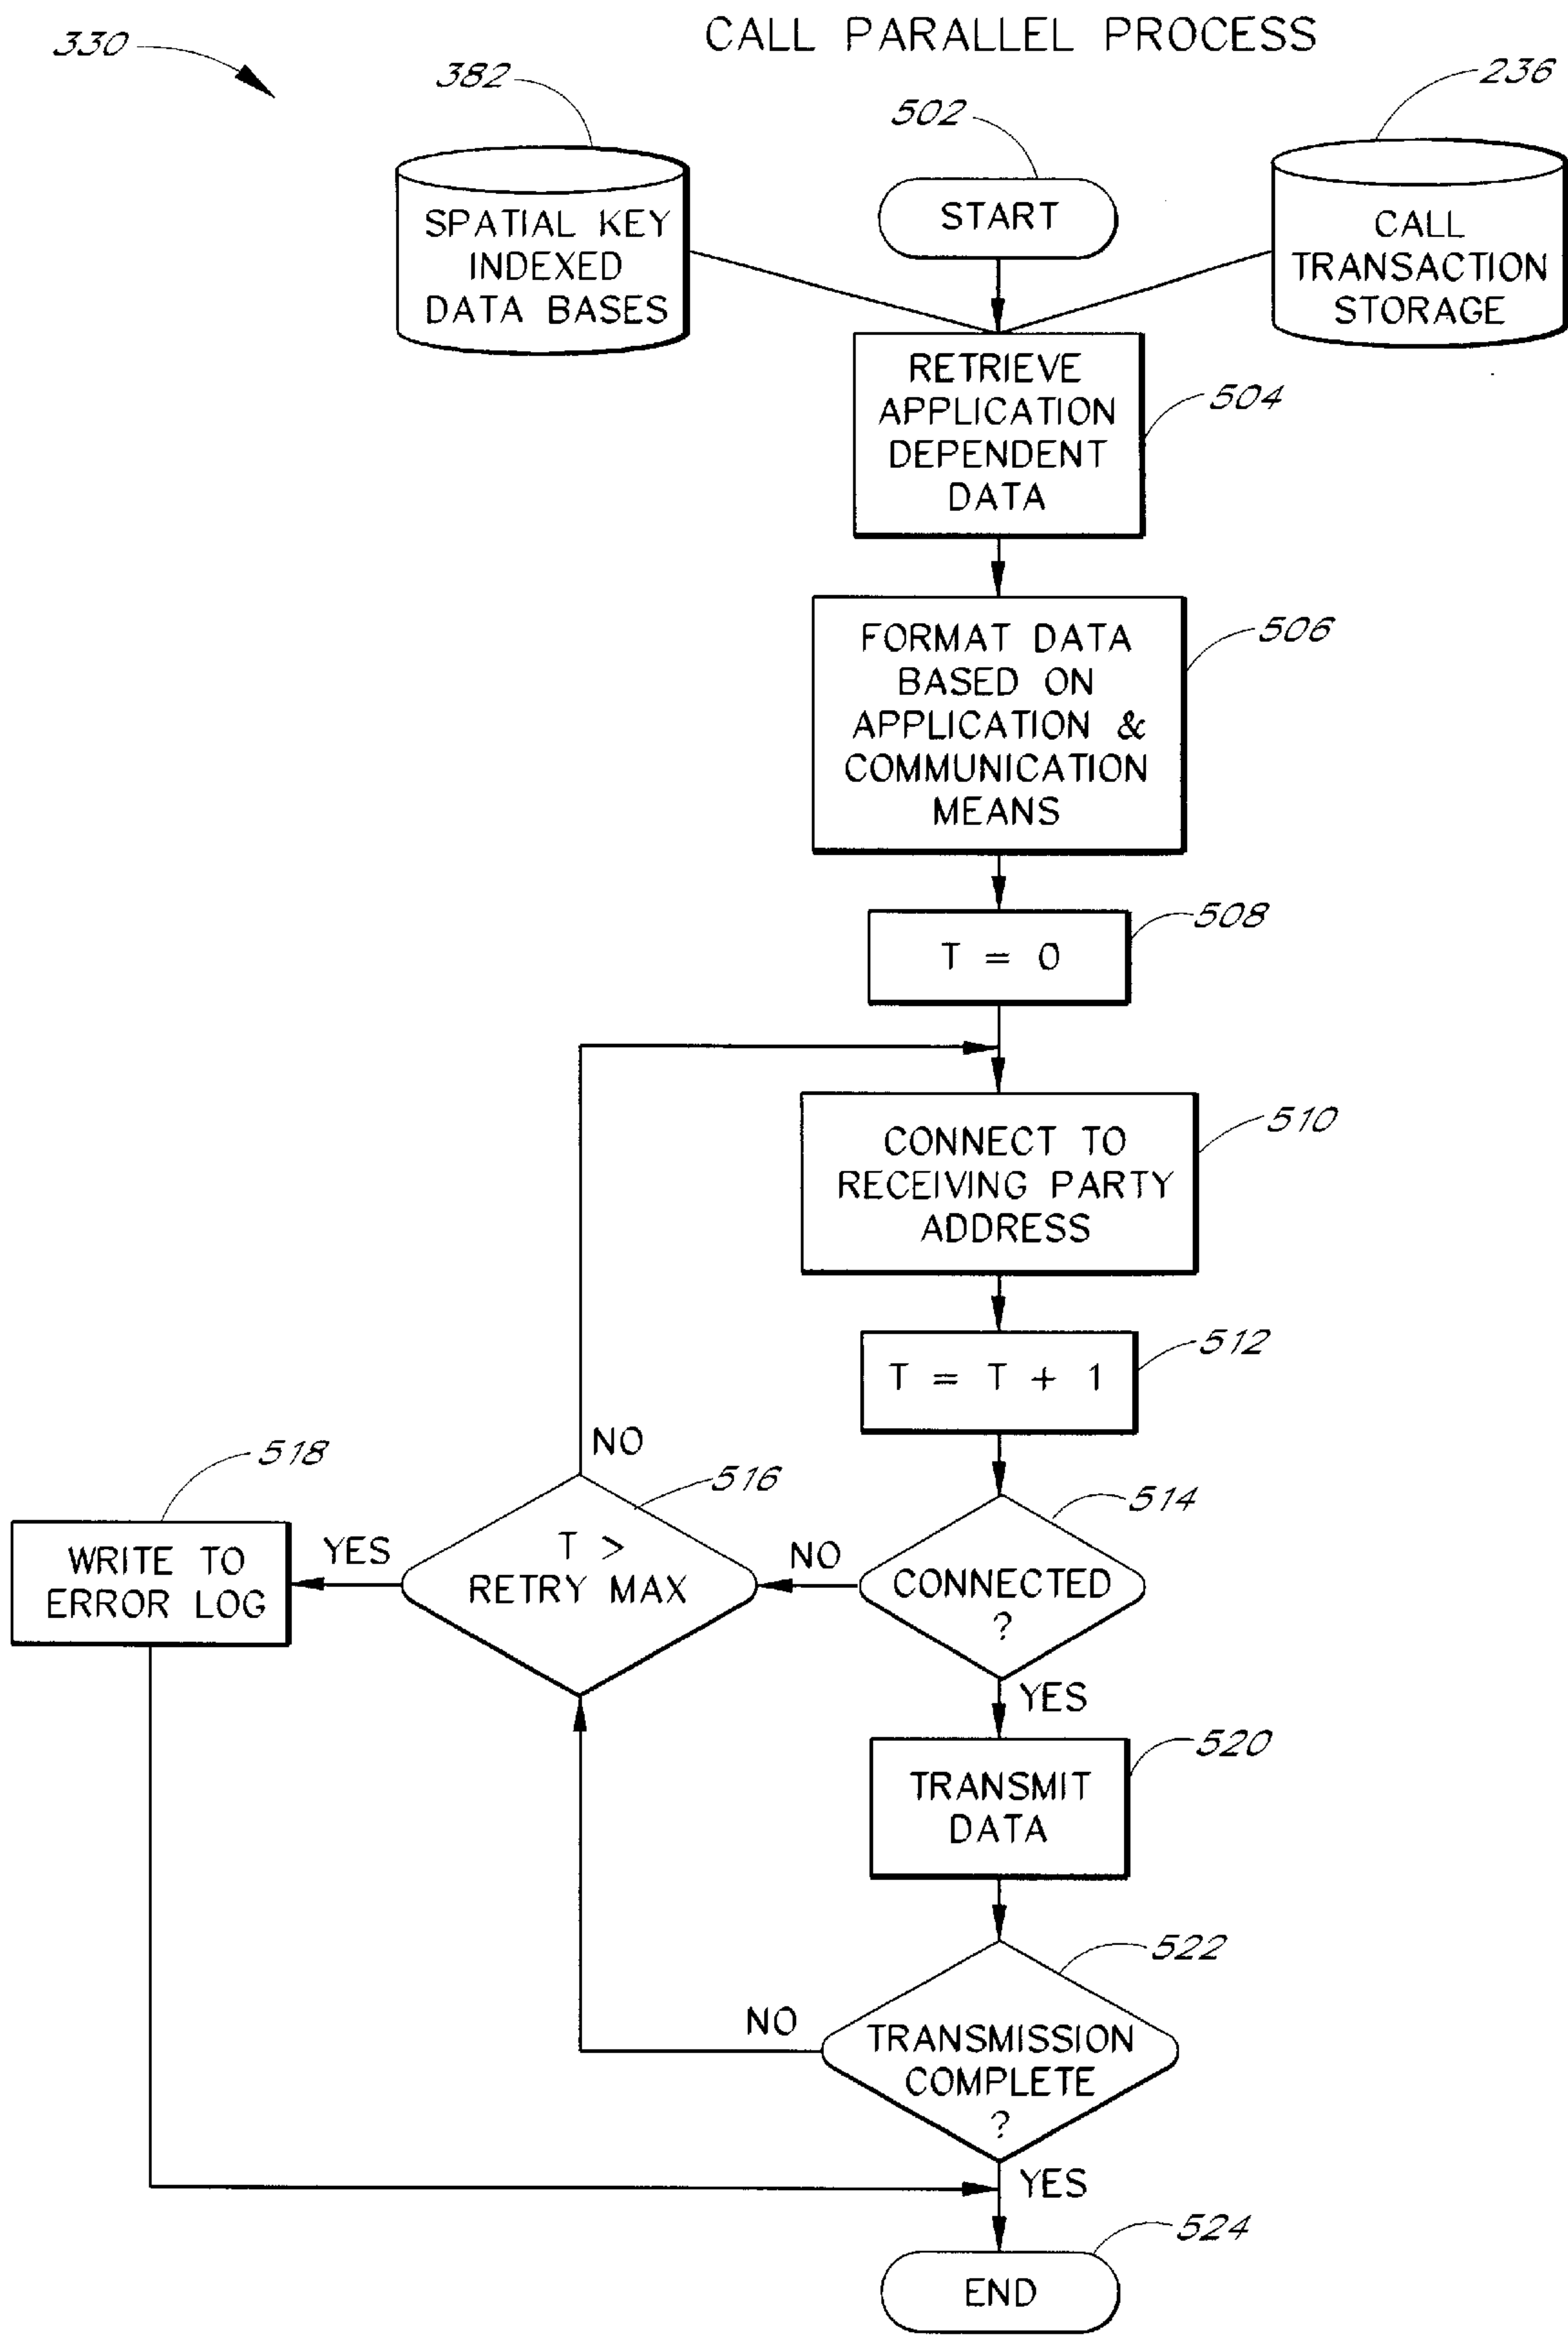 CALL PARALLEL PROCESS
330
382
502
236
SPATIAL KEY
INDEXED
DATA BASES
START
CALL
TRANSACTION
STORAGE
RETRIEVE
APPLICATION
DEPENDENT
DATA
504
FORMAT DATA
BASED ON
APPLICATION &
COMMUNICATION
MEANS
506
T = 0
508
CONNECT TO
RECEIVING PARTY
ADDRESS
510
T = T + 1
512
NO
518
516
514
WRITE TO
ERROR LOG
YES
T >
RETRY MAX
NO
CONNECTED
?
YES
TRANSMIT
DATA
520
522
NO
TRANSMISSION
COMPLETE
?
YES
524
END